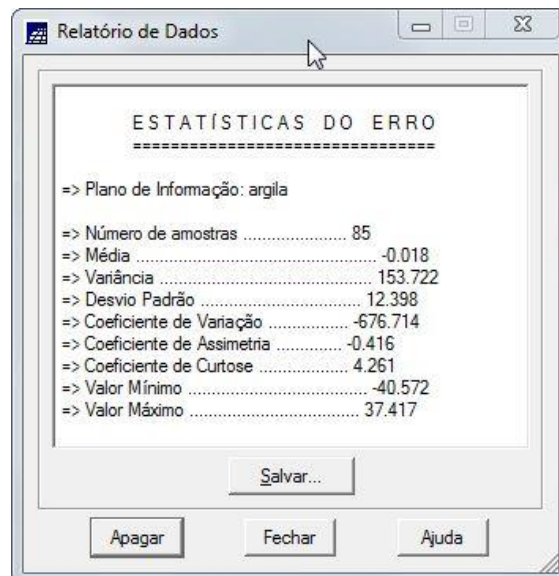 Relatório de Dados
ESTATÍSTICAS DO ERRO
================================
=> Plano de Informação: argila
=> Número de amostras ...................... 85
=> Média ................................................... -0.018
=> Variância ............................................. 153.722
=> Desvio Padrão .................................. 12.398
=> Coeficiente de Variação ................. -676.714
=> Coeficiente de Assimetria .............. -0.416
=> Coeficiente de Curtose ................... 4.261
=> Valor Mínimo ...................................... -40.572
=> Valor Máximo ..................................... 37.417
Salvar...
Apagar
Fechar
Ajuda